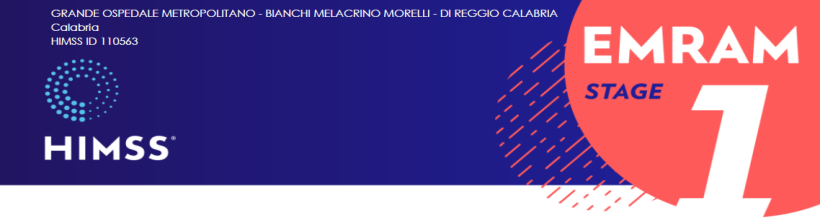 GRANDE OSPEDALE METROPOLITANO - BIANCHI MELACRINO MORELLI - DI REGGIO CALABRIA
Calabria
HIMSS ID 110563
EMRAM
STAGE
1
HIMSS®